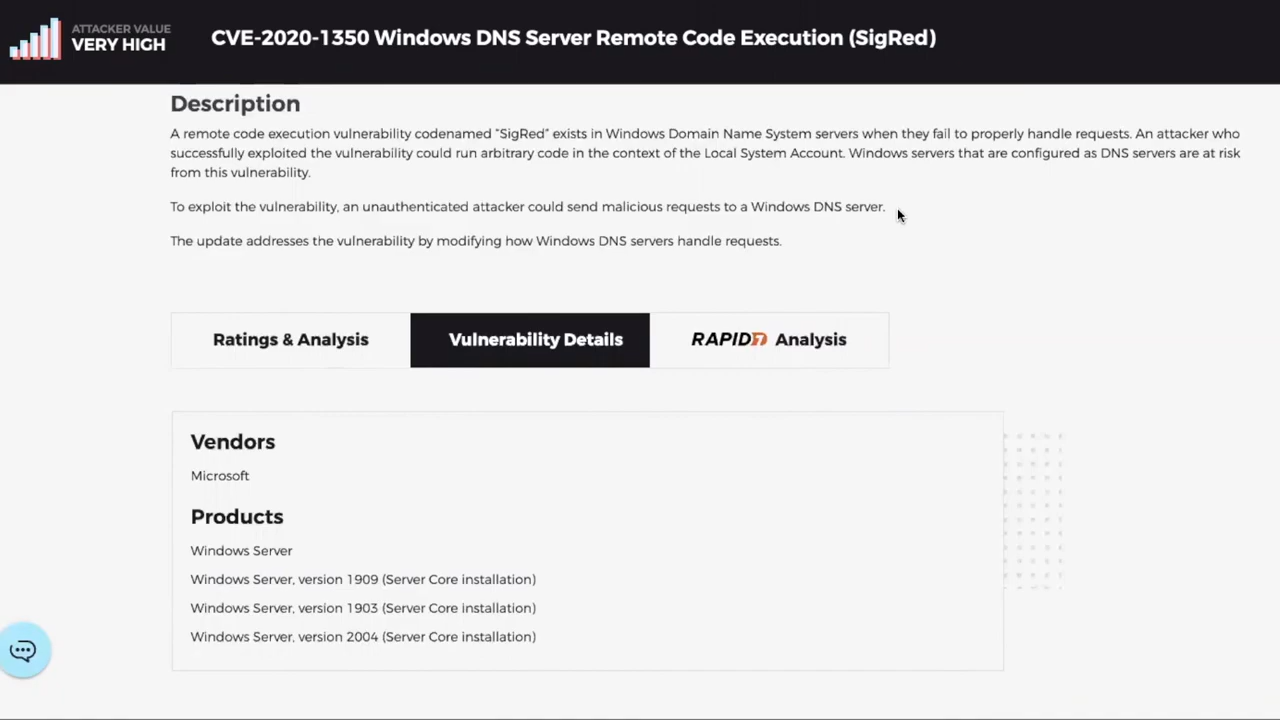 ATTACKER VALUE
VERY HIGH
CVE-2020-1350 Windows DNS Server Remote Code Execution (SigRed)
Description
A remote code execution vulnerability codenamed “SigRed” exists in Windows Domain Name System servers when they fail to properly handle requests. An attacker who
successfully exploited the vulnerability could run arbitrary code in the context of the Local System Account. Windows servers that are configured as DNS servers are at risk
from this vulnerability.
To exploit the vulnerability, an unauthenticated attacker could send malicious requests to a Windows DNS server.
The update addresses the vulnerability by modifying how Windows DNS servers handle requests.
Ratings & Analysis
Vulnerability Details
RAPID7 Analysis
Vendors
Microsoft
Products
Windows Server
Windows Server, version 1909 (Server Core installation)
Windows Server, version 1903 (Server Core installation)
Windows Server, version 2004 (Server Core installation)